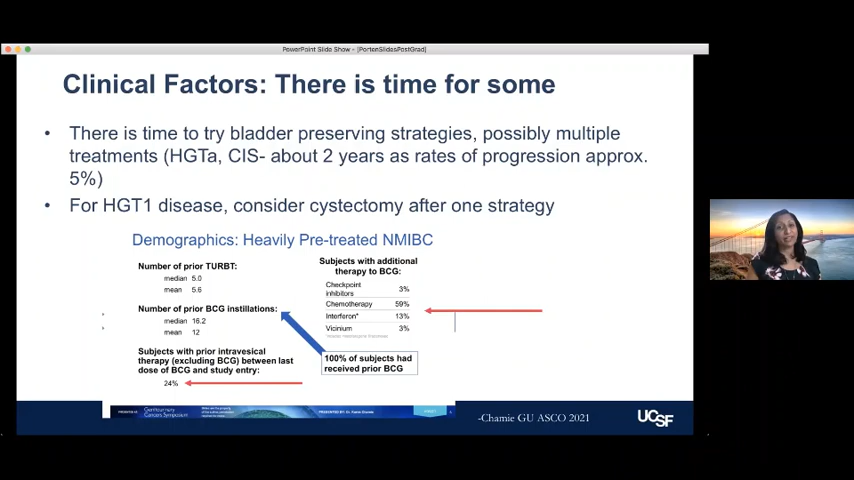 PowerPoint Slide Show - [PortenSlidesPostGrad]
Clinical Factors: There is time for some
• There is time to try bladder preserving strategies, possibly multiple
treatments (HGTa, CIS- about 2 years as rates of progression approx.
5%)
• For HGT1 disease, consider cystectomy after one strategy
Demographics: Heavily Pre-treated NMIBC
Number of prior TURBT:
median 5.0
mean 5.6
Number of prior BCG instillations:
median 16.2
mean 12
Subjects with prior intravesical
therapy (excluding BCG) between last
dose of BCG and study entry:
24%
Subjects with additional
therapy to BCG:
Checkpoint
inhibitors 3%
Chemotherapy 59%
Interferon* 13%
Vicinium 3%
100% of subjects had
received prior BCG
Genitourinary
Cancers Symposium
-Chamie GU ASCO 2021
UCSF